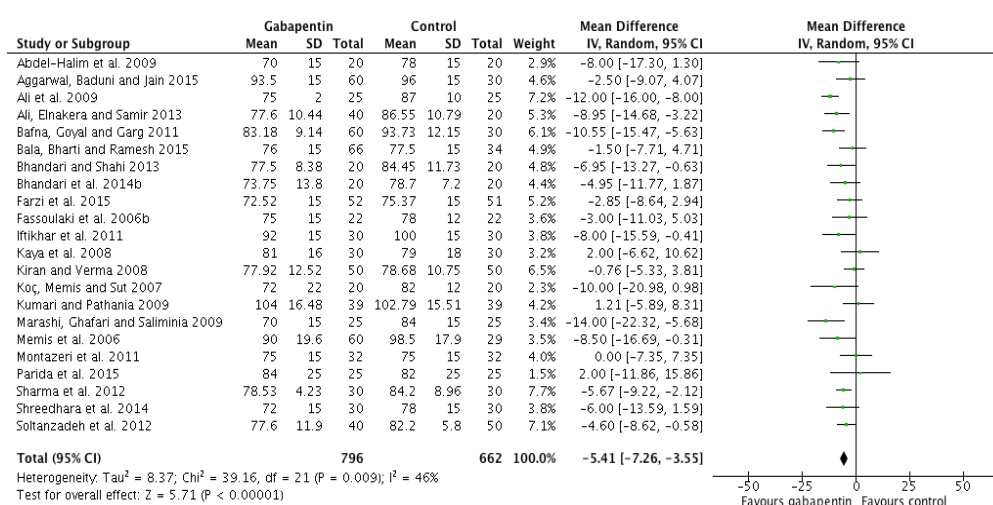 Gabapentin Control Mean Difference Mean Difference
Study or Subgroup Mean SD Total Mean SD Total Weight IV, Random, 95% CI IV, Random, 95% CI
Abdel-Halim et al. 2009 70 15 20 78 15 20 2.9% -8.00 [-17.30, 1.30]
Aggarwal, Baduni and Jain 2015 93.5 15 60 96 15 30 4.6% -2.50 [-9.07, 4.07]
Ali et al. 2009 75 2 25 87 10 25 7.2% -12.00 [-16.00, -8.00]
Ali, Elnakera and Samir 2013 77.6 10.44 40 86.55 10.79 20 5.3% -8.95 [-14.68, -3.22]
Bafna, Goyal and Garg 2011 83.18 9.14 60 93.73 12.15 30 6.1% -10.55 [-15.47, -5.63]
Bala, Bharti and Ramesh 2015 76 15 66 77.5 15 34 4.9% -1.50 [-7.71, 4.71]
Bhandari and Shahi 2013 77.5 8.38 20 84.45 11.73 20 4.8% -6.95 [-13.27, -0.63]
Bhandari et al. 2014b 73.75 13.8 20 78.7 7.2 20 4.4% -4.95 [-11.77, 1.87]
Farzi et al. 2015 72.52 15 52 75.37 15 51 5.2% -2.85 [-8.64, 2.94]
Fassoulaki et al. 2006b 75 15 22 78 12 22 3.6% -3.00 [-11.03, 5.03]
Iftikhar et al. 2011 92 15 30 100 15 30 3.8% -8.00 [-15.59, -0.41]
Kaya et al. 2008 81 16 30 79 18 30 3.3% 2.00 [-6.62, 10.62]
Kiran and Verma 2008 77.92 12.52 50 78.68 10.75 50 6.5% -0.76 [-5.33, 3.81]
Koç, Memis and Sut 2007 72 22 20 82 12 20 2.3% -10.00 [-20.98, 0.98]
Kumari and Pathania 2009 104 16.48 39 102.79 15.51 39 4.2% 1.21 [-5.89, 8.31]
Marashi, Ghafari and Saliminia 2009 70 15 25 84 15 25 3.4% -14.00 [-22.32, -5.68]
Memis et al. 2006 90 19.6 60 98.5 17.9 29 3.5% -8.50 [-16.69, -0.31]
Montazeri et al. 2011 75 15 32 75 15 32 4.0% 0.00 [-7.35, 7.35]
Parida et al. 2015 84 25 25 82 25 25 1.5% 2.00 [-11.86, 15.86]
Sharma et al. 2012 78.53 4.23 30 84.2 8.96 30 7.7% -5.67 [-9.22, -2.12]
Shreedhara et al. 2014 72 15 30 78 15 30 3.8% -6.00 [-13.59, 1.59]
Soltanzadeh et al. 2012 77.6 11.9 40 82.2 5.8 50 7.1% -4.60 [-8.62, -0.58]
Total (95% CI) 796 662 100.0% -5.41 [-7.26, -3.55]
Heterogeneity: Tau² = 8.37; Chi² = 39.16, df = 21 (P = 0.009); I² = 46%
Test for overall effect: Z = 5.71 (P < 0.00001)
-50 -25 0 25 50
Favours gabapentin Favours control